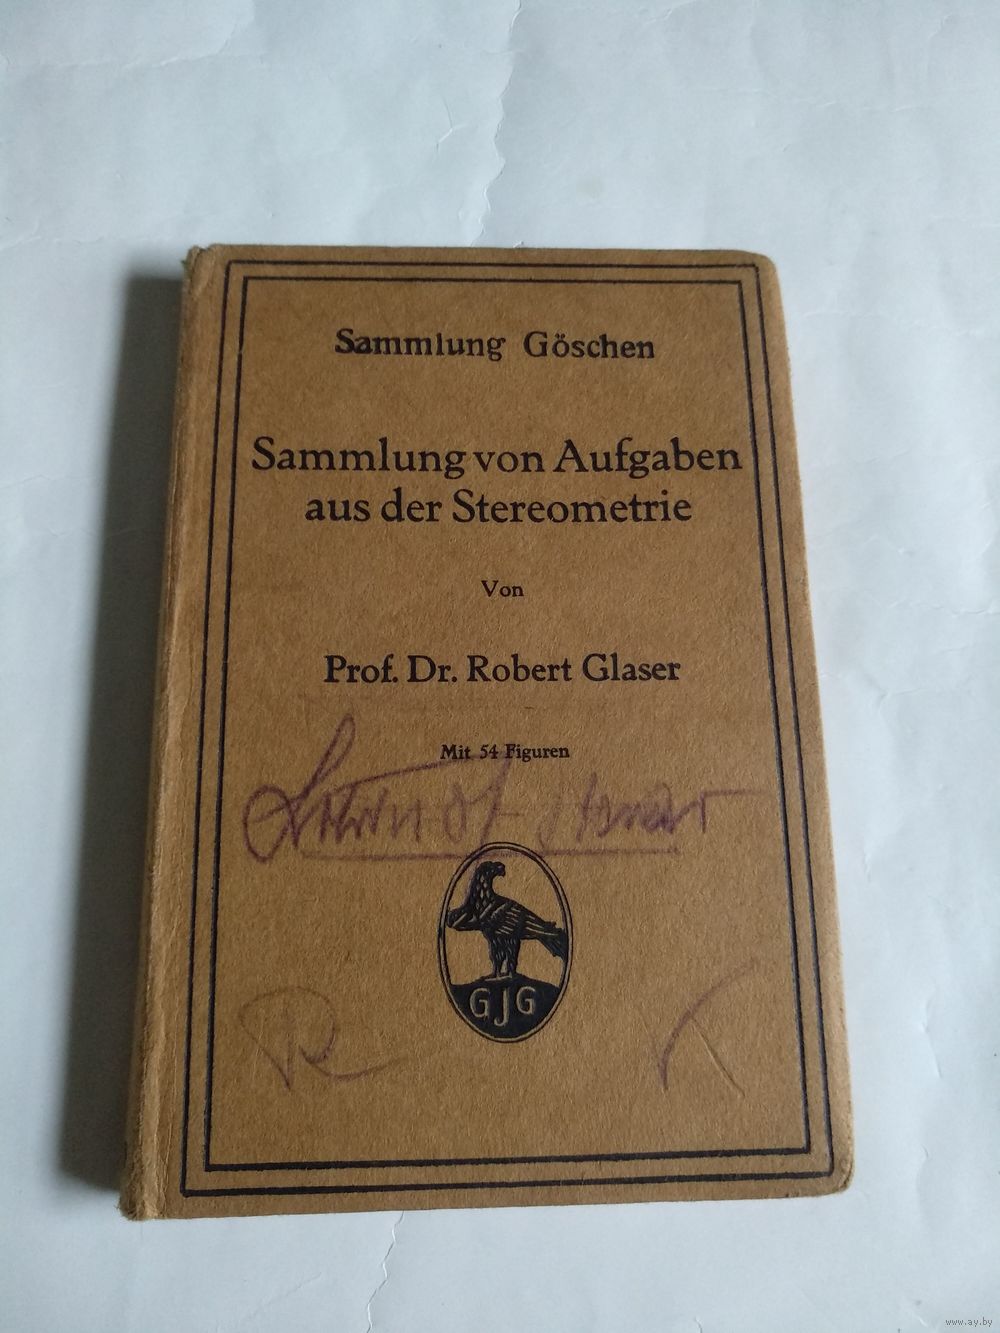 Sammlung Göschen
Sammlung von Aufgaben
aus der Stereometrie
Von
Prof. Dr. Robert Glaser
Mit 54 Figuren
GJG
R
www.ay.by